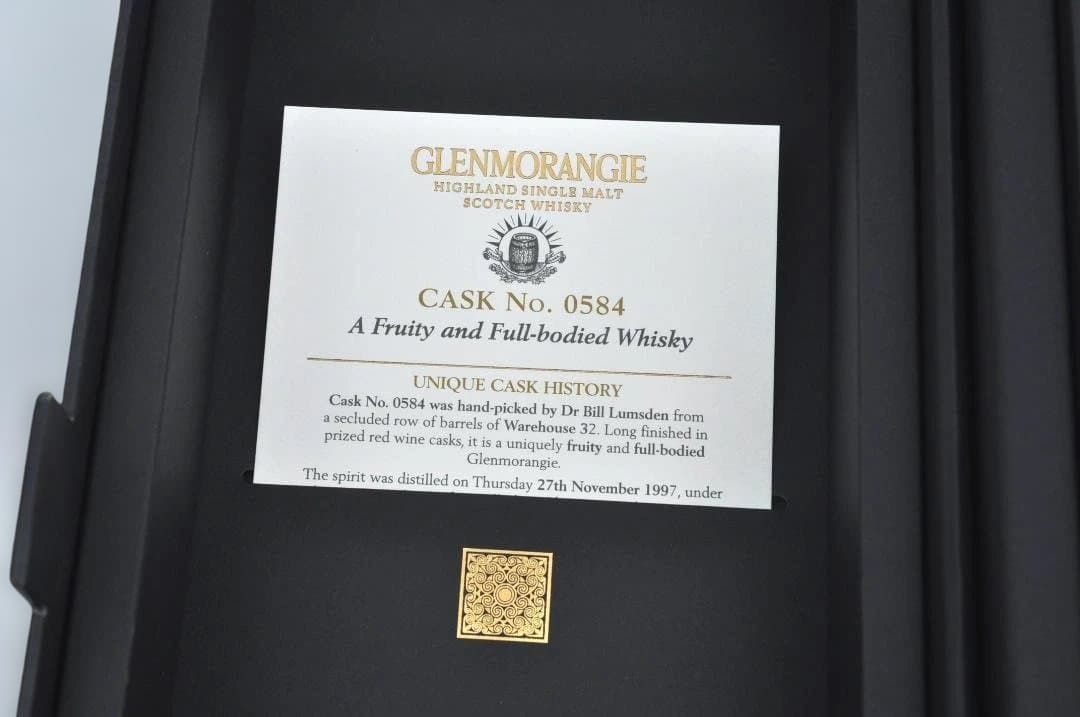 GLENMORANGIE
HIGHLAND SINGLE MALT
SCOTCH WHISKY
CASK No. 0584
A Fruity and Full-bodied Whisky
UNIQUE CASK HISTORY
Cask No. 0584 was hand-picked by Dr Bill Lumsden from
a secluded row of barrels of Warehouse 32. Long finished in
prized red wine casks, it is a uniquely fruity and full-bodied
Glenmorangie.
The spirit was distilled on Thursday 27th November 1997, under